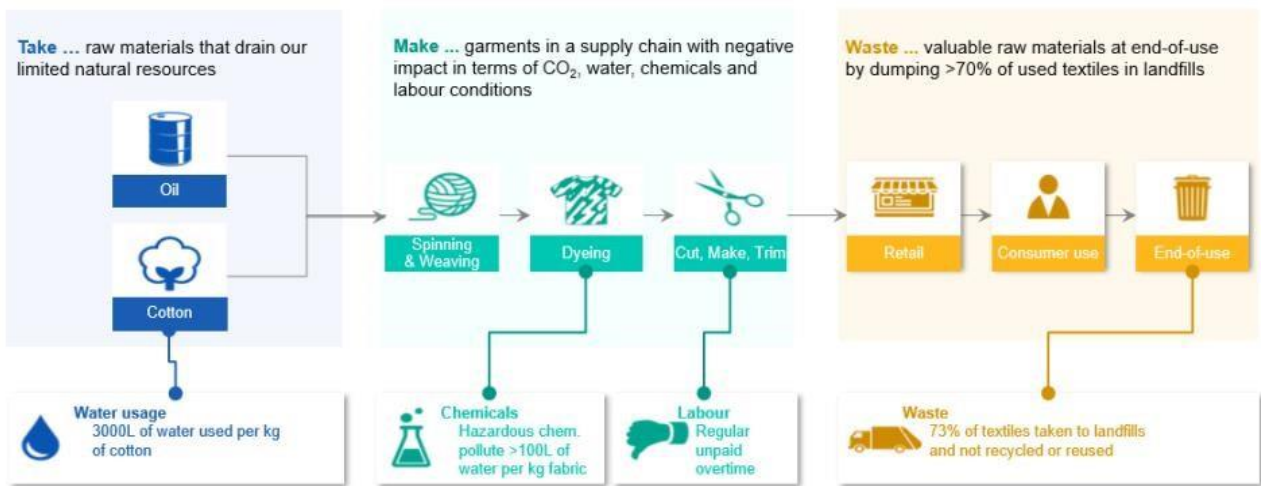 Take ... raw materials that drain our
limited natural resources
Oil
Cotton
Water usage
3000L of water used per kg
of cotton
Make ... garments in a supply chain with negative
impact in terms of CO₂, water, chemicals and
labour conditions
Spinning
& Weaving
Dyeing
Cut, Make, Trim
Chemicals
Hazardous chem.
pollute >100L of
water per kg fabric
Labour
Regular
unpaid
overtime
Waste ... valuable raw materials at end-of-use
by dumping >70% of used textiles in landfills
Retail
Consumer use
End-of-use
Waste
73% of textiles taken to landfills
and not recycled or reused